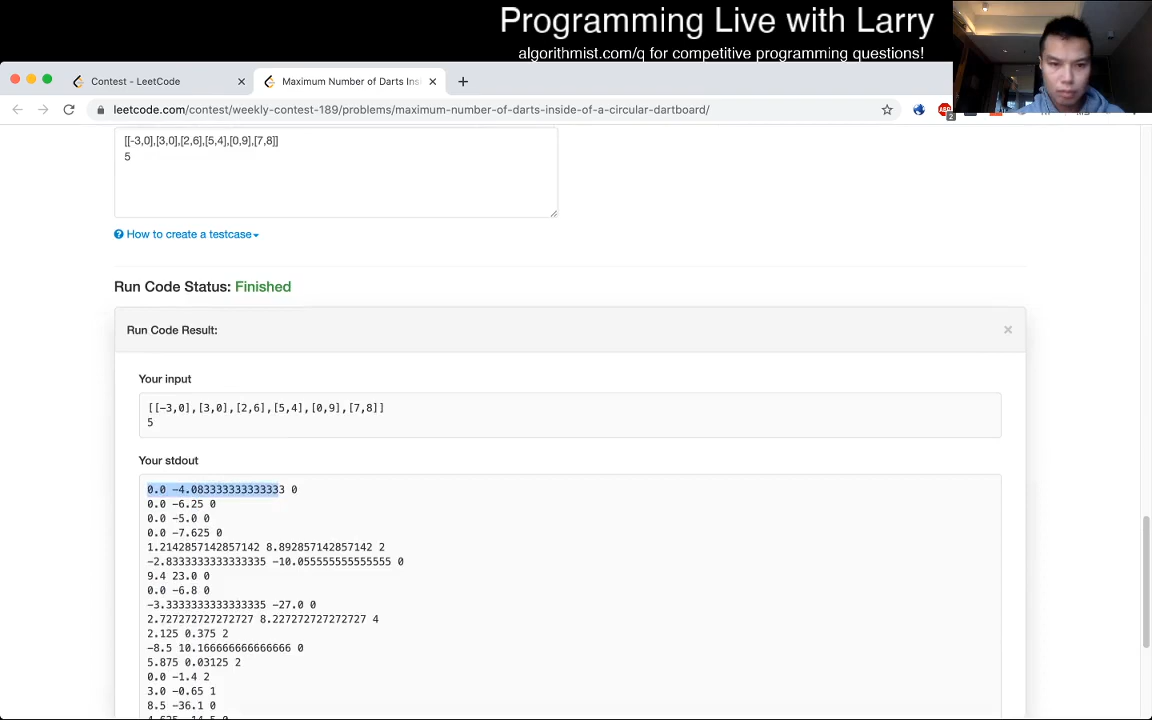 Programming Live with Larry
algorithmist.com/q for competitive programming questions!
Contest - LeetCode
Maximum Number of Darts Ins
leetcode.com/contest/weekly-contest-189/problems/maximum-number-of-darts-inside-of-a-circular-dartboard/
[[-3,0],[3,0],[2,6],[5,4],[0,9],[7,8]]
5
How to create a testcase
Run Code Status: Finished
Run Code Result:
Your input
[[-3,0],[3,0],[2,6],[5,4],[0,9],[7,8]]
5
Your stdout
0.0 -4.083333333333333 0
0.0 -6.25 0
0.0 -5.0 0
0.0 -7.625 0
1.2142857142857142 8.892857142857142 2
-2.8333333333333335 -10.055555555555555 0
9.4 23.0 0
0.0 -6.8 0
-3.3333333333333335 -27.0 0
2.727272727272727 8.227272727272727 4
2.125 0.375 2
-8.5 10.166666666666666 0
5.875 0.03125 2
0.0 -1.4 2
3.0 -0.65 1
8.5 -36.1 0
4.625 -14.5 0